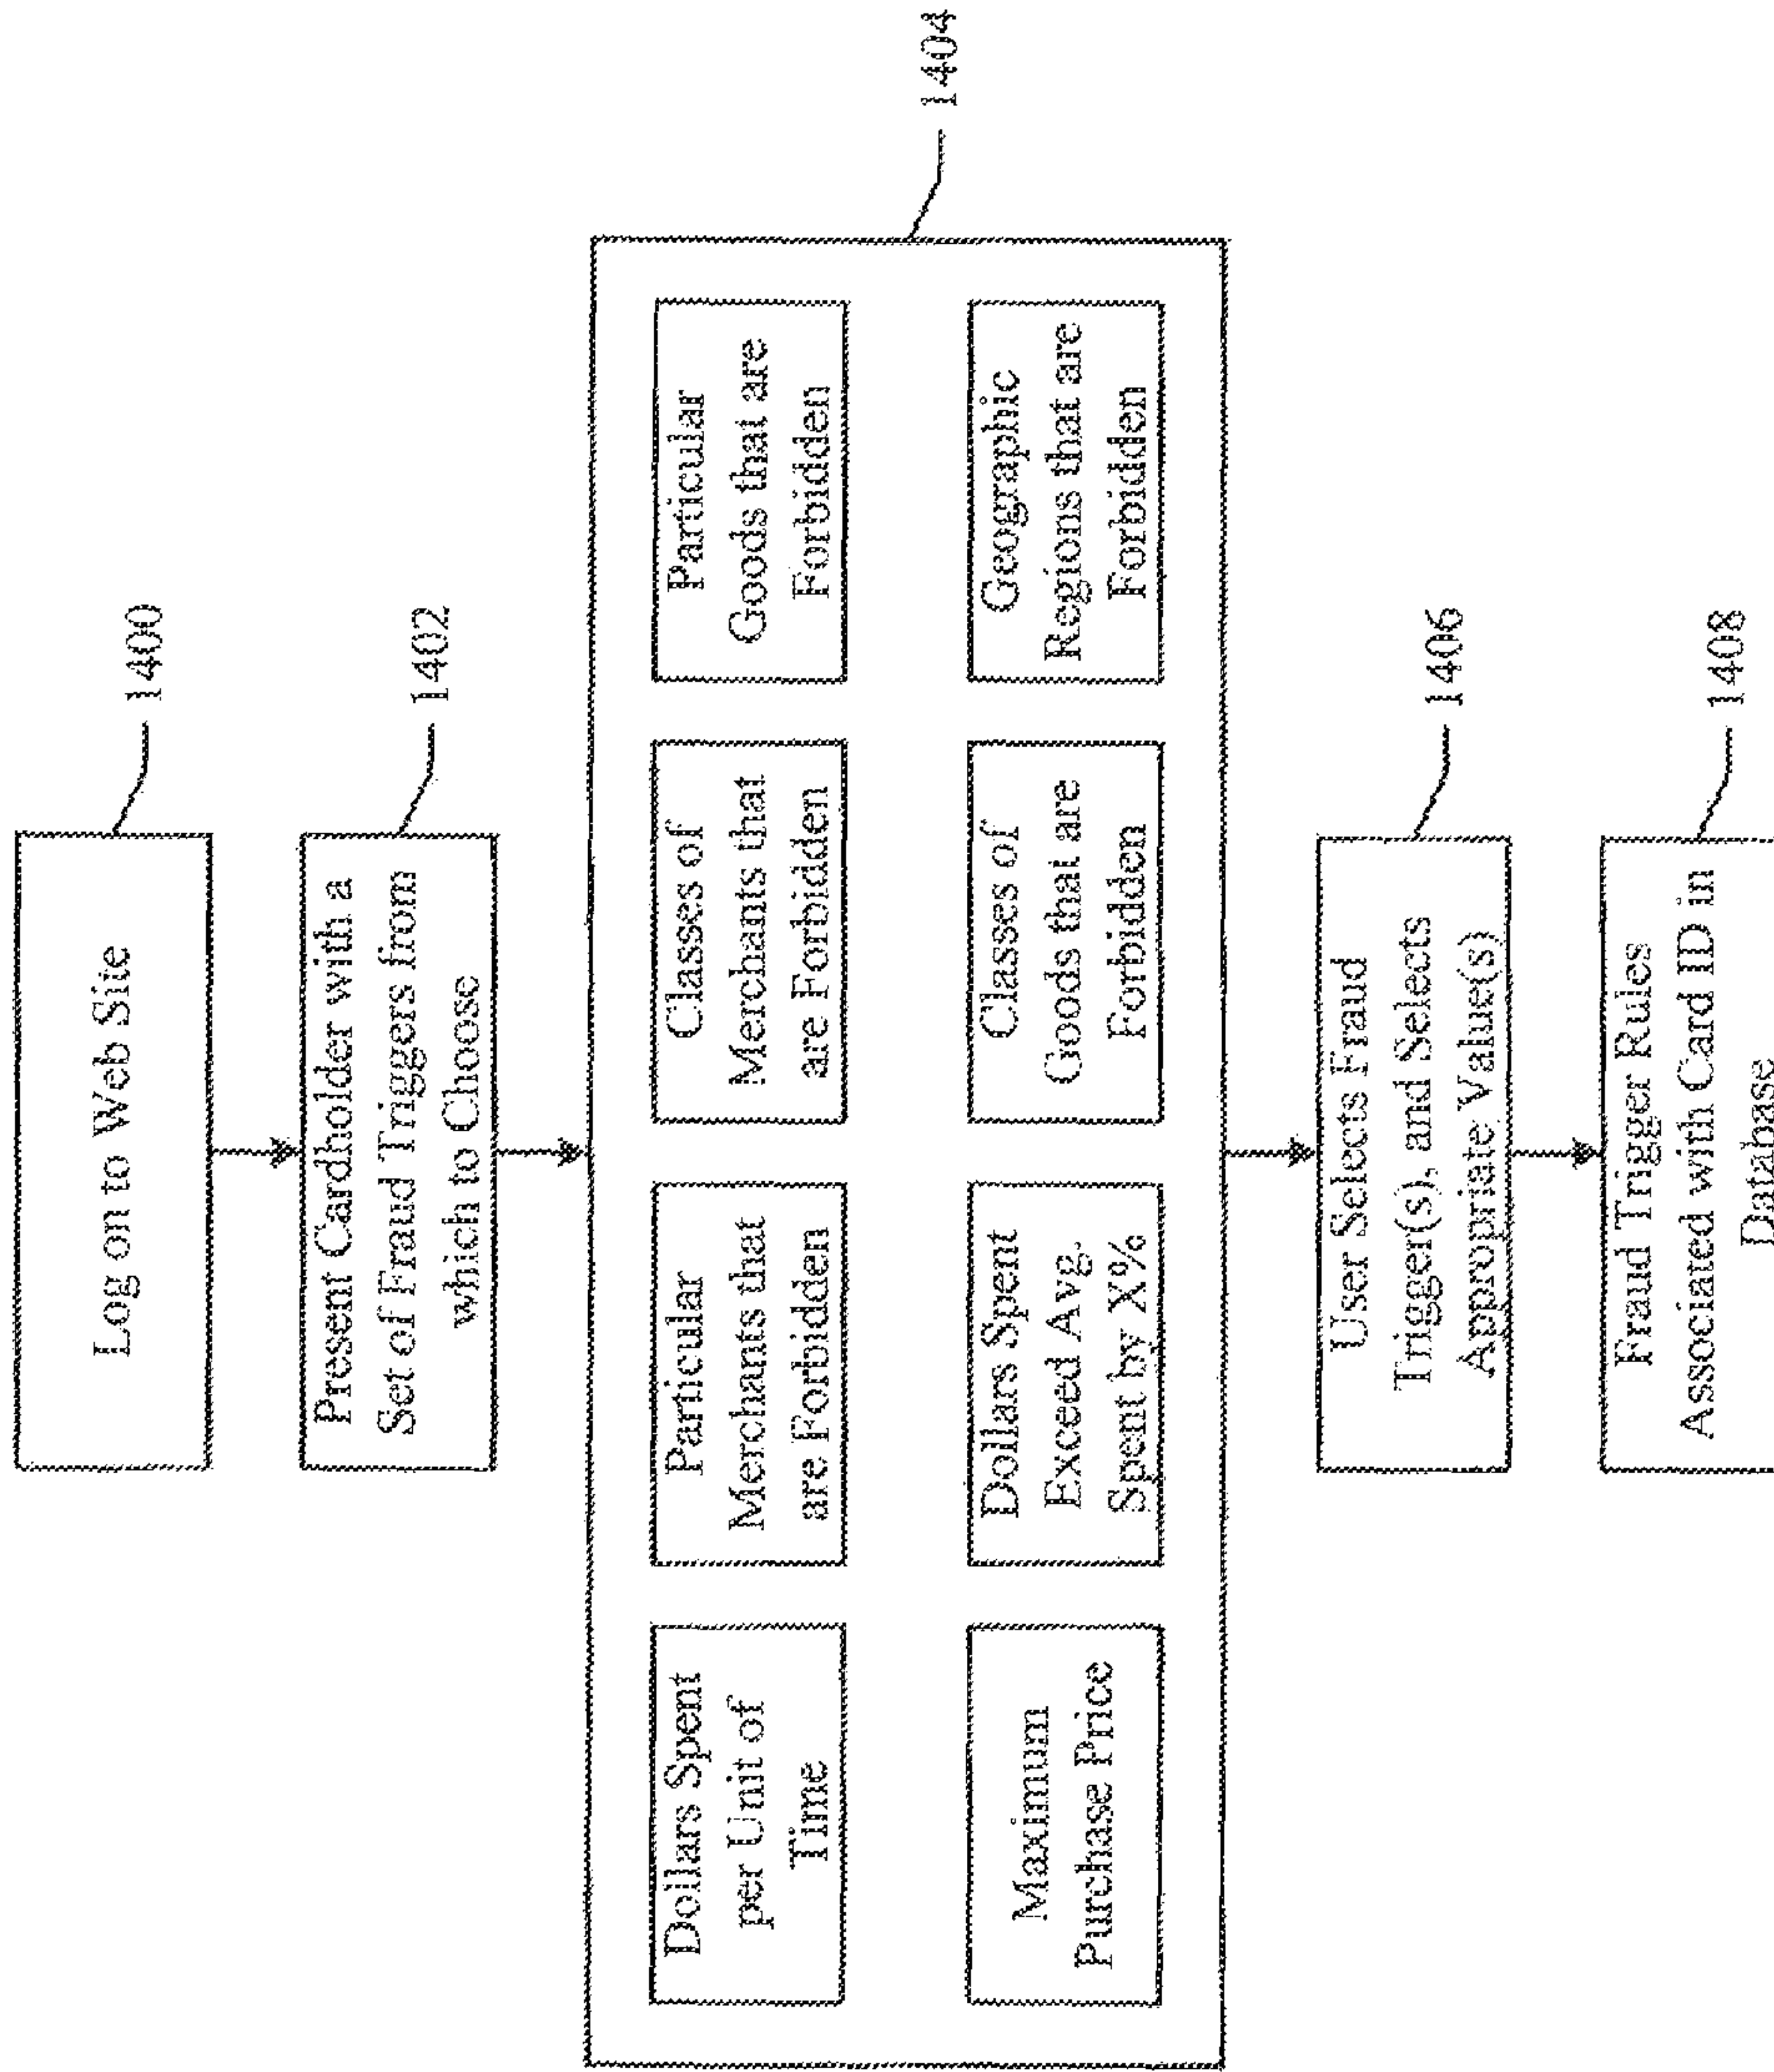 Log on to Web Site
1400
Present Cardholder with a
Set of Fraud Triggers from
which to Choose
1402
1404
Dollars Spent
per Unit of
Time
Particular
Merchants that
are Forbidden
Classes of
Merchants that
are Forbidden
Particular
Goods that are
Forbidden
Maximum
Purchase Price
Dollars Spent
Exceed Avg.
Spent by X%
Classes of
Goods that are
Forbidden
Geographic
Regions that are
Forbidden
User Selects Fraud
Trigger(s), and Selects
Appropriate Value(s)
1406
Fraud Trigger Rules
Associated with Card ID in
Database
1408